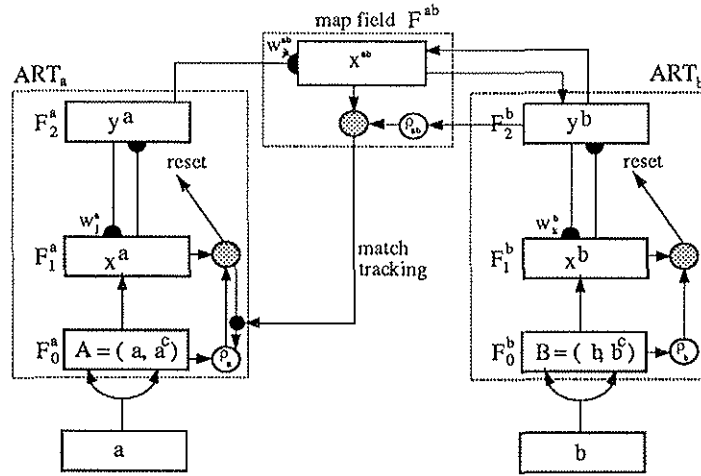 map field F^ab
w_jk^ab
x^ab
ART_a
ART_b
F_2^a
y^a
ρ_ab
F_2^b
y^b
reset
reset
w_j^a
w_k^b
F_1^a
x^a
match
tracking
F_1^b
x^b
F_0^a
A = ( a, a^c )
ρ_a
F_0^b
B = ( b, b^c )
ρ_b
a
b